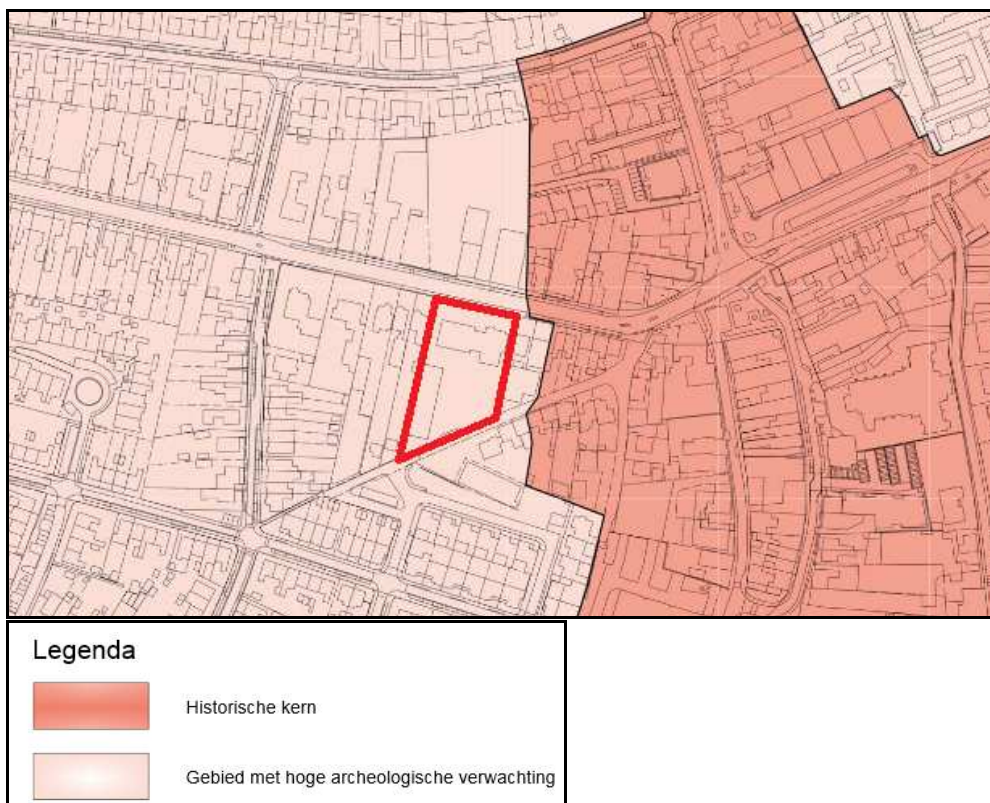 Legenda
Historische kern
Gebied met hoge archeologische verwachting